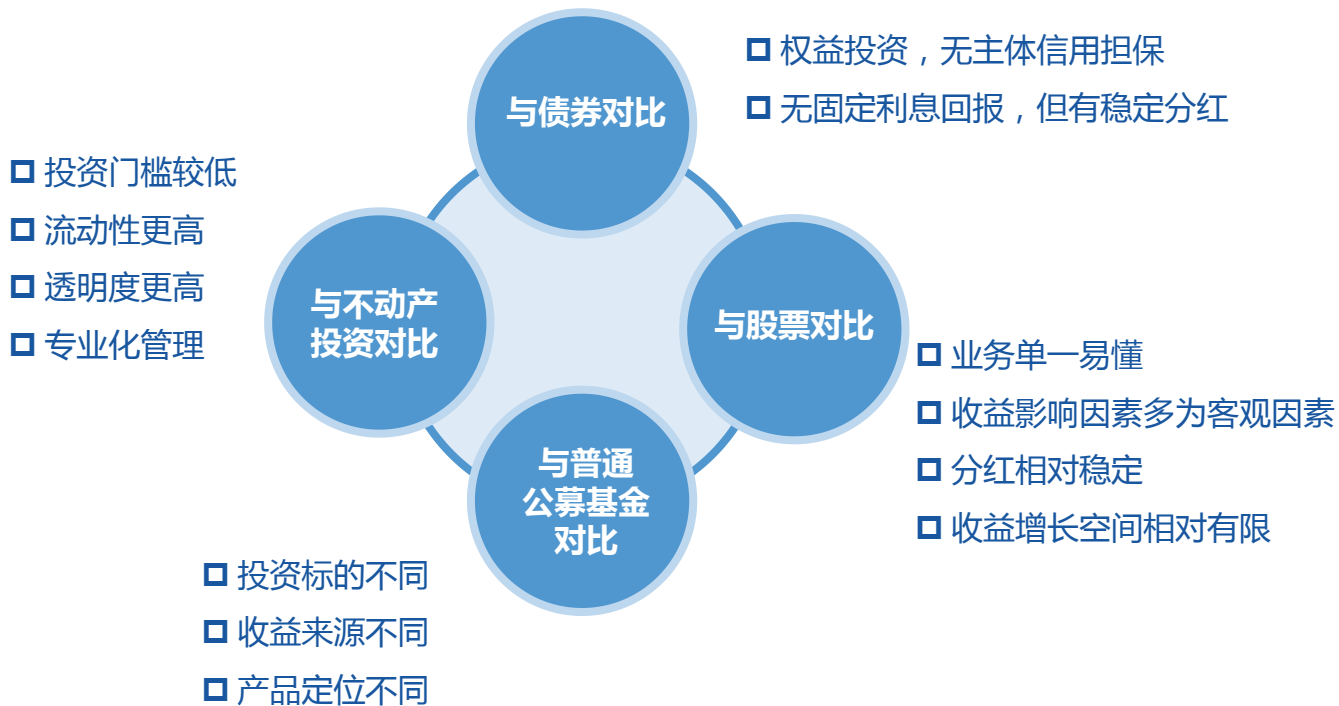 与债券对比
权益投资，无主体信用担保
无固定利息回报，但有稳定分红
与不动产
投资对比
投资门槛较低
流动性更高
透明度更高
专业化管理
与股票对比
业务单一易懂
收益影响因素多为客观因素
分红相对稳定
收益增长空间相对有限
与普通
公募基金
对比
投资标的不同
收益来源不同
产品定位不同